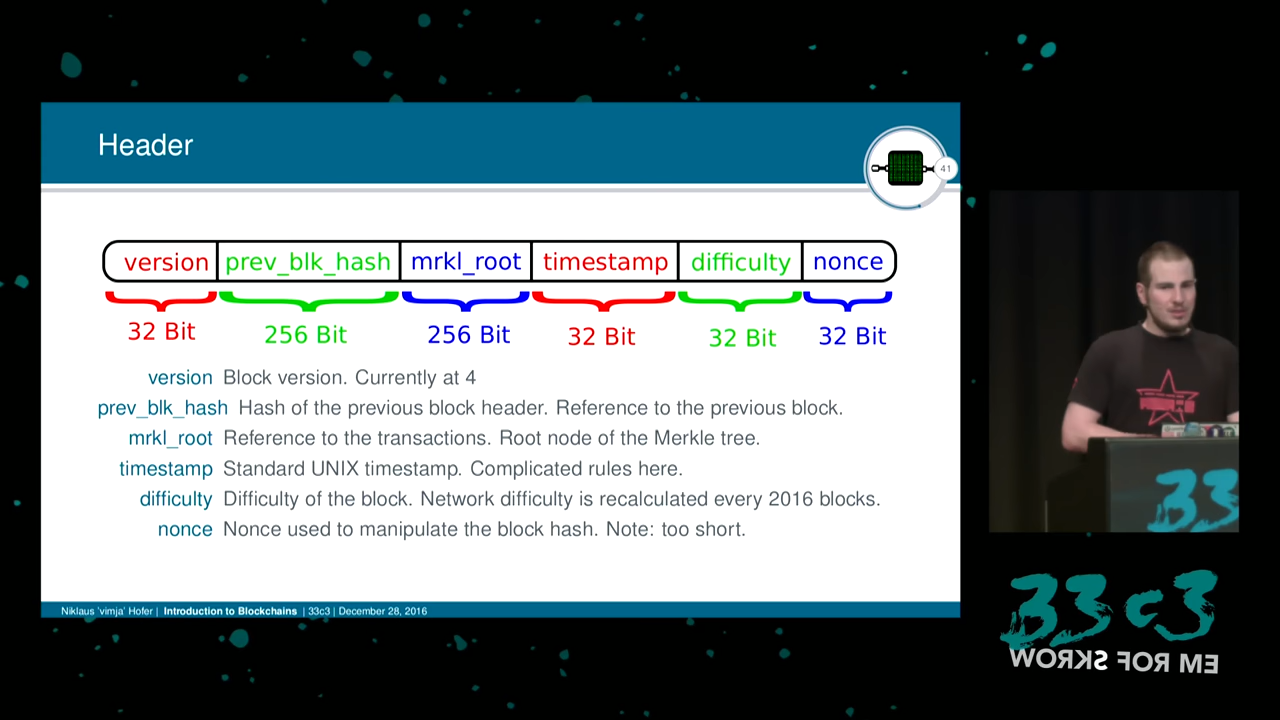 Header
41
version prev_blk_hash mrkl_root timestamp difficulty nonce
32 Bit 256 Bit 256 Bit 32 Bit 32 Bit 32 Bit
version Block version. Currently at 4
prev_blk_hash Hash of the previous block header. Reference to the previous block.
mrkl_root Reference to the transactions. Root node of the Merkle tree.
timestamp Standard UNIX timestamp. Complicated rules here.
difficulty Difficulty of the block. Network difficulty is recalculated every 2016 blocks.
nonce Nonce used to manipulate the block hash. Note: too short.
Niklaus 'vimja' Hofer | Introduction to Blockchains | 33c3 | December 28, 2016
33
33c3
WORKS FOR ME